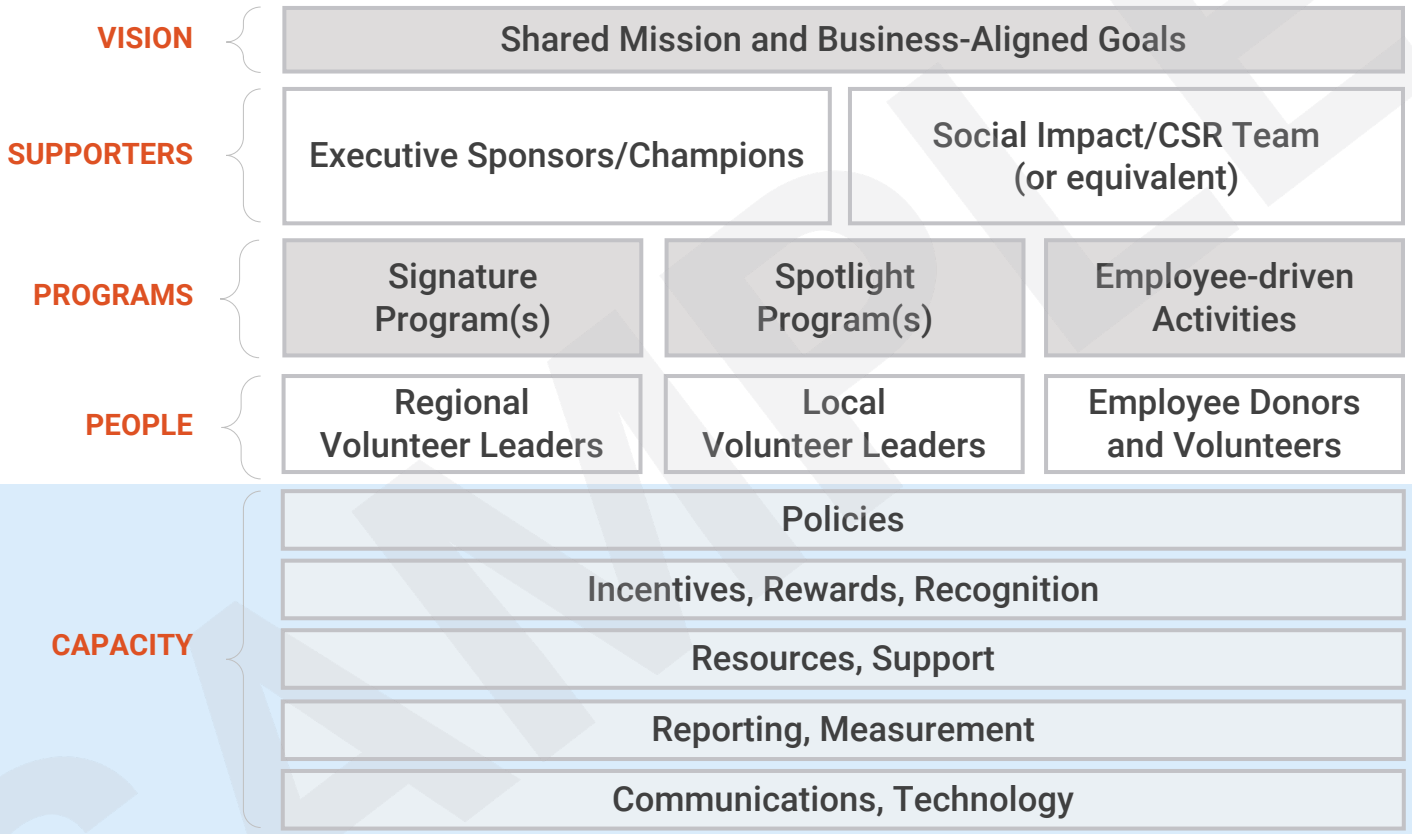 VISION
Shared Mission and Business-Aligned Goals
SUPPORTERS
Executive Sponsors/Champions
Social Impact/CSR Team
(or equivalent)
PROGRAMS
Signature
Program(s)
Spotlight
Program(s)
Employee-driven
Activities
PEOPLE
Regional
Volunteer Leaders
Local
Volunteer Leaders
Employee Donors
and Volunteers
CAPACITY
Policies
Incentives, Rewards, Recognition
Resources, Support
Reporting, Measurement
Communications, Technology
SAMPLE